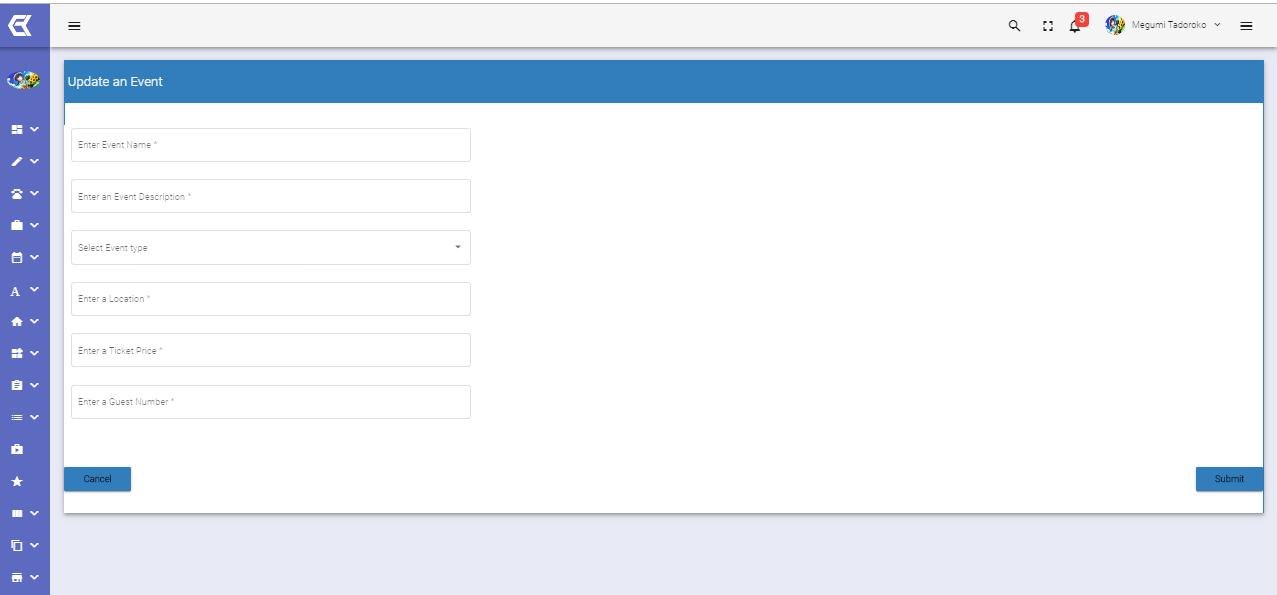 3
Megumi Tadoroko
Update an Event
Enter Event Name *
Enter an Event Description *
Select Event type
Enter a Location *
A
Enter a Ticket Price *
Enter a Guest Number *
Cancel
Submit